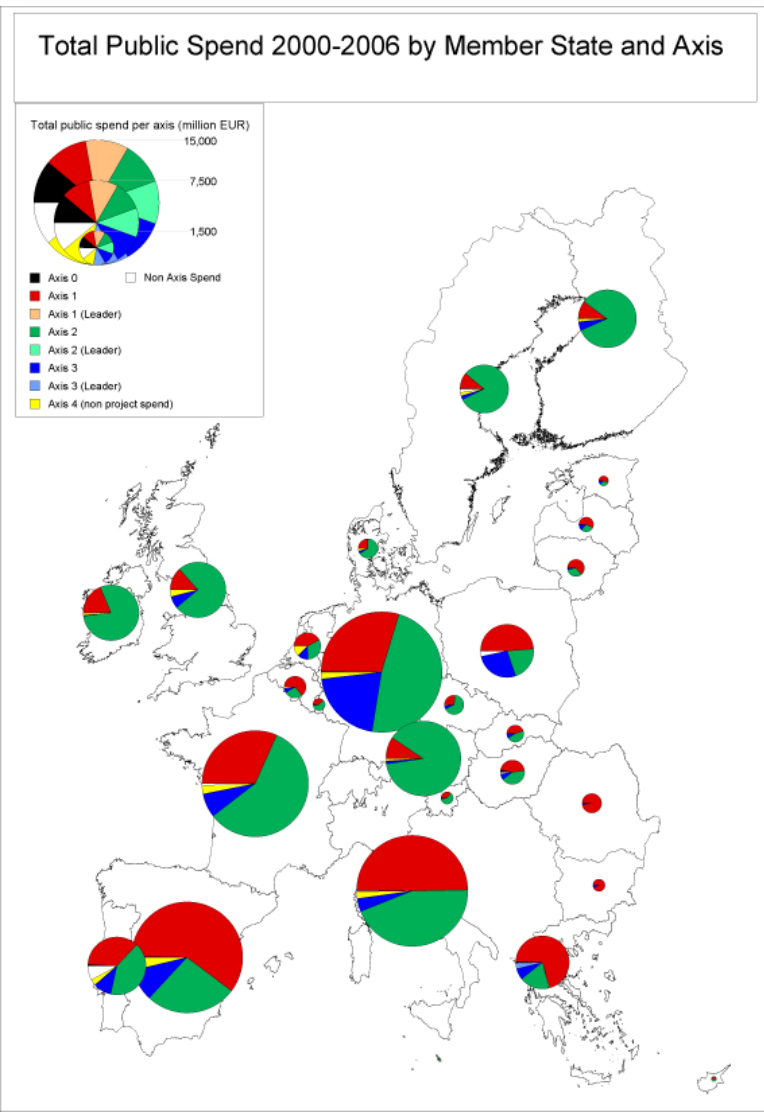 Total Public Spend 2000-2006 by Member State and Axis
Total public spend per axis (million EUR)
15,000
7,500
1,500
Axis 0
Non Axis Spend
Axis 1
Axis 1 (Leader)
Axis 2
Axis 2 (Leader)
Axis 3
Axis 3 (Leader)
Axis 4 (non project spend)